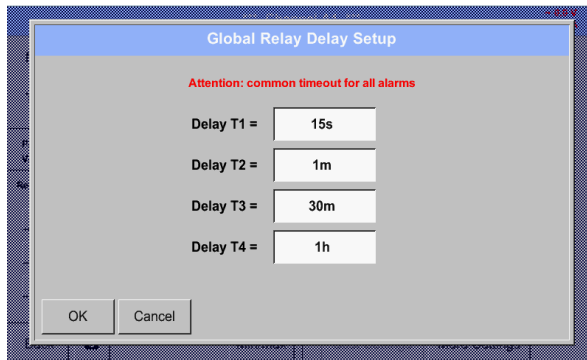 Global Relay Delay Setup
Attention: common timeout for all alarms
Delay T1 = 15s
Delay T2 = 1m
Delay T3 = 30m
Delay T4 = 1h
OK Cancel
Back